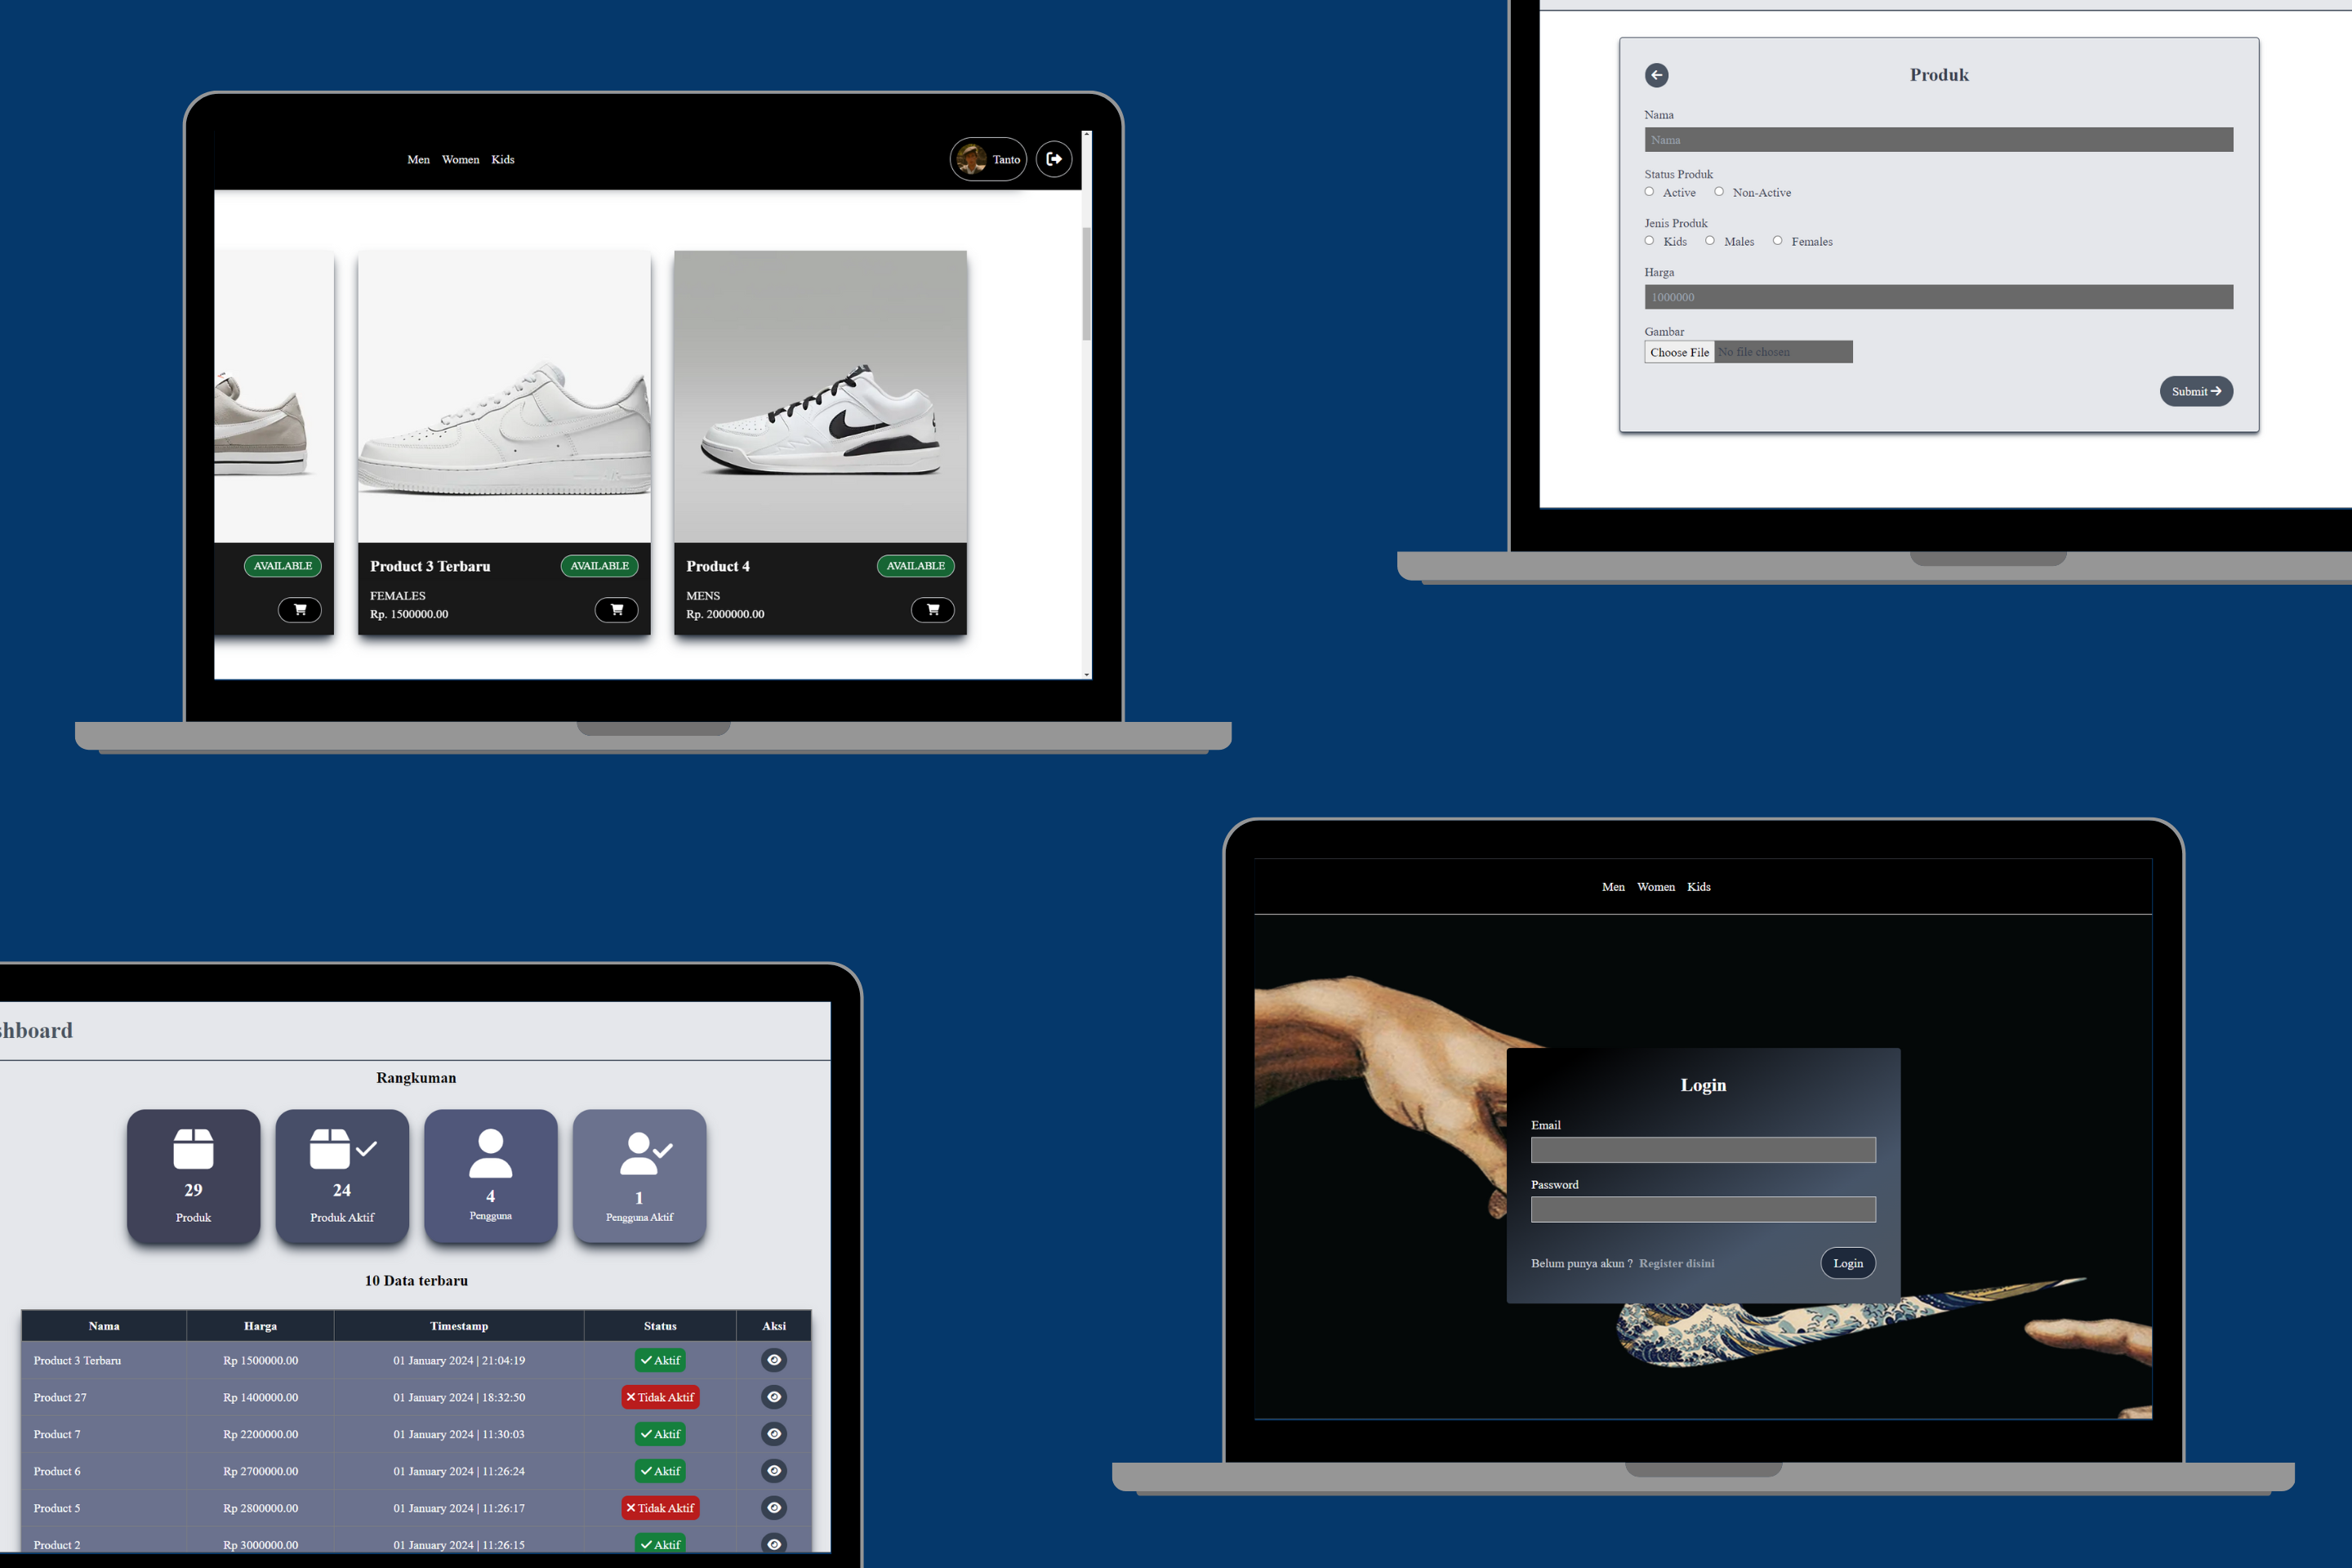 Men Women Kids
Tanto
AVAILABLE
Product 3 Terbaru AVAILABLE
FEMALES
Rp. 1500000.00
Product 4 AVAILABLE
MENS
Rp. 2000000.00
Produk
Nama
Nama
Status Produk
Active Non-Active
Jenis Produk
Kids Males Females
Harga
1000000
Gambar
Choose File No file chosen
Submit
shboard
Rangkuman
29
Produk
24
Produk Aktif
4
Pengguna
1
Pengguna Aktif
10 Data terbaru
Nama Harga Timestamp Status Aksi
Product 3 Terbaru Rp 1500000.00 01 January 2024 | 21:04:19 Aktif
Product 27 Rp 1400000.00 01 January 2024 | 18:32:50 Tidak Aktif
Product 7 Rp 2200000.00 01 January 2024 | 11:30:03 Aktif
Product 6 Rp 2700000.00 01 January 2024 | 11:26:24 Aktif
Product 5 Rp 2800000.00 01 January 2024 | 11:26:17 Tidak Aktif
Product 2 Rp 3000000.00 01 January 2024 | 11:26:15 Aktif
Men Women Kids
Login
Email
Password
Belum punya akun ? Register disini
Login